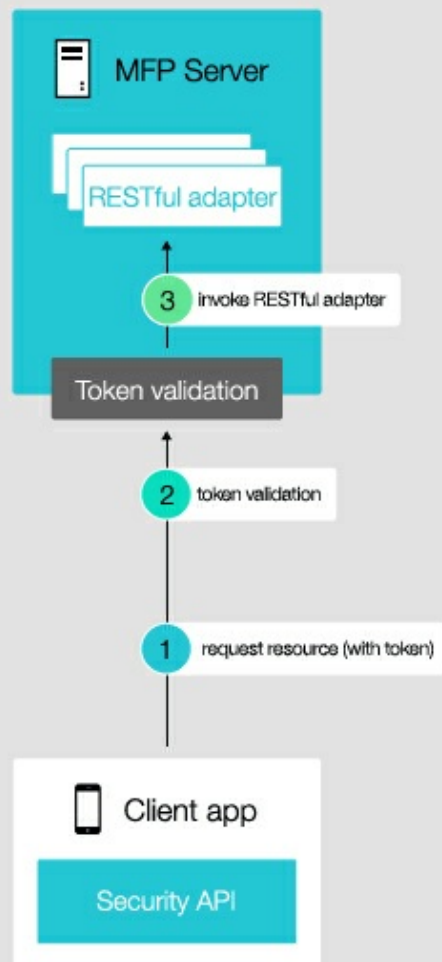 MFP Server
RESTful adapter
3 invoke RESTful adapter
Token validation
2 token validation
1 request resource (with token)
Client app
Security API